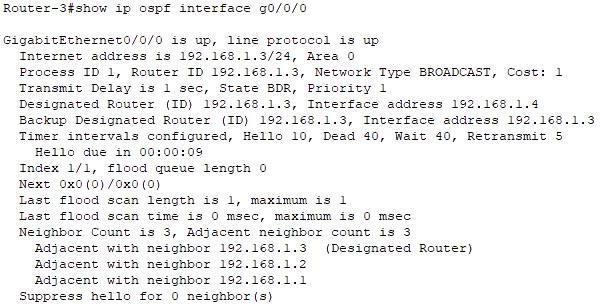 Router-3#show ip ospf interface g0/0/0
GigabitEthernet0/0/0 is up, line protocol is up
Internet address is 192.168.1.3/24, Area 0
Process ID 1, Router ID 192.168.1.3, Network Type BROADCAST, Cost: 1
Transmit Delay is 1 sec, State BDR, Priority 1
Designated Router (ID) 192.168.1.3, Interface address 192.168.1.4
Backup Designated Router (ID) 192.168.1.3, Interface address 192.168.1.3
Timer intervals configured, Hello 10, Dead 40, Wait 40, Retransmit 5
Hello due in 00:00:09
Index 1/1, flood queue length 0
Next 0x0(0)/0x0(0)
Last flood scan length is 1, maximum is 1
Last flood scan time is 0 msec, maximum is 0 msec
Neighbor Count is 3, Adjacent neighbor count is 3
Adjacent with neighbor 192.168.1.3 (Designated Router)
Adjacent with neighbor 192.168.1.2
Adjacent with neighbor 192.168.1.1
Suppress hello for 0 neighbor(s)